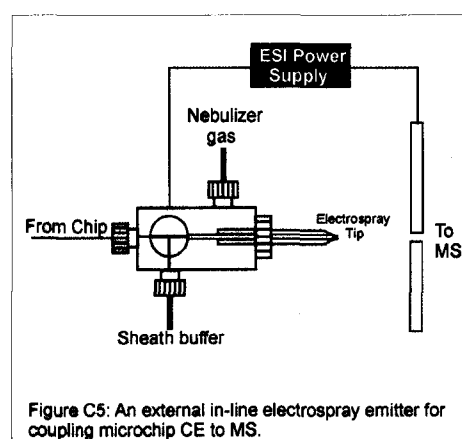 ESI Power
Supply
Nebulizer
gas
From Chip
Electrospray
Tip
To
MS
Sheath buffer
Figure C5: An external in-line electrospray emitter for
coupling microchip CE to MS.